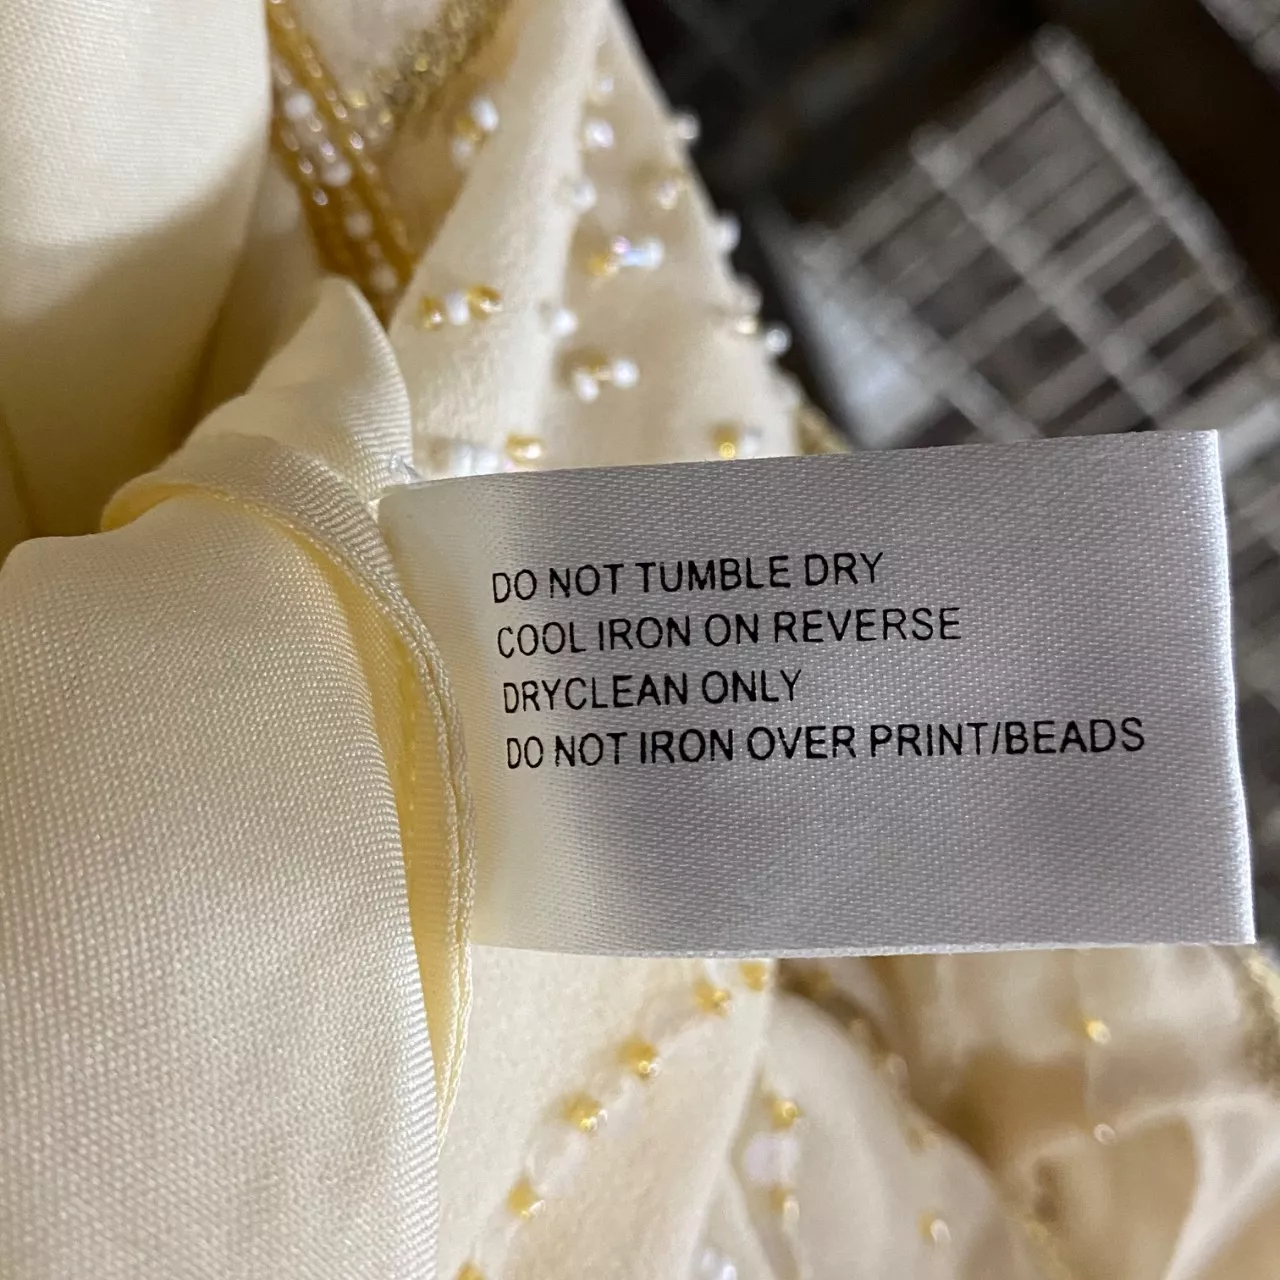 DO NOT TUMBLE DRY
COOL IRON ON REVERSE
DRYCLEAN ONLY
DO NOT IRON OVER PRINT/BEADS